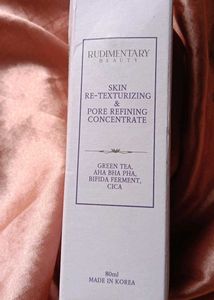 RUDIMENTARY
BEAUTY
SKIN
RE-TEXTURIZING
&
PORE REFINING
CONCENTRATE
GREEN TEA,
AHA BHA PHA,
BIFIDA FERMENT,
CICA
80ml
MADE IN KOREA